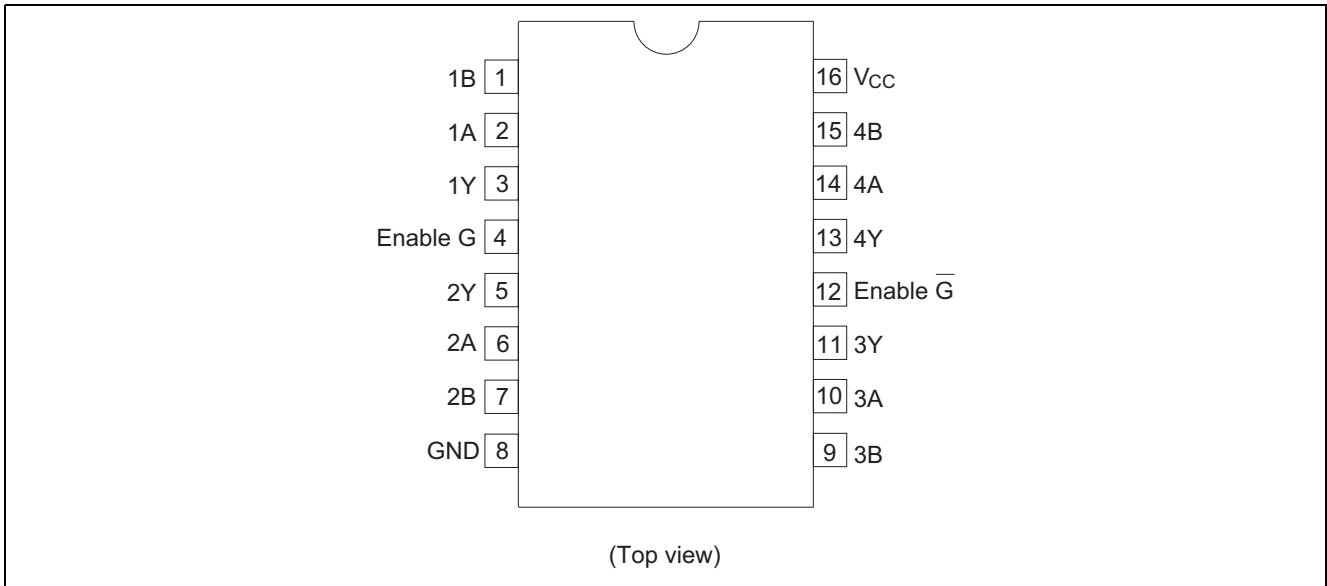 1B 1
1A 2
1Y 3
Enable G 4
2Y 5
2A 6
2B 7
GND 8
16 VCC
15 4B
14 4A
13 4Y
12 Enable G̅
11 3Y
10 3A
9 3B
(Top view)